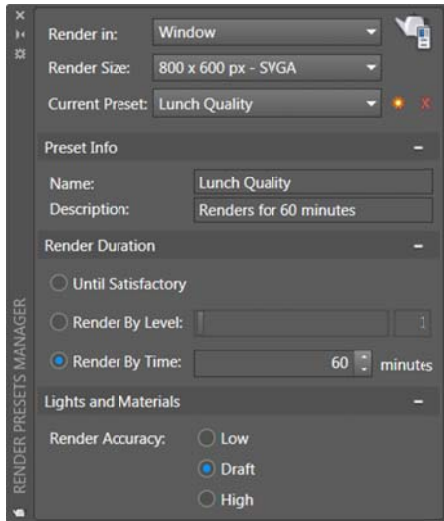 Render in: Window
Render Size: 800 x 600 px - SVGA
Current Preset: Lunch Quality
Preset Info
Name: Lunch Quality
Description: Renders for 60 minutes
Render Duration
Until Satisfactory
Render By Level: 1
Render By Time: 60 minutes
Lights and Materials
Render Accuracy: Low
Draft
High
RENDER PRESETS MANAGER